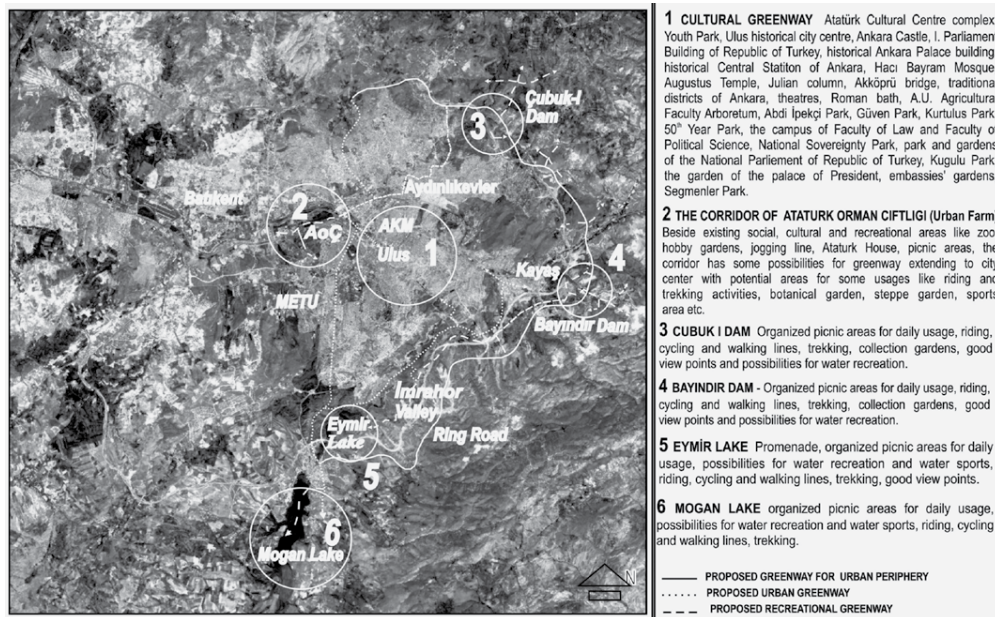 Çubuk-I
Dam
3
Aydınlıkevler
Batıkent
2
AoÇ
AKM
Ulus
1
4
Kayaş
METU
Bayındır Dam
İmrahor
Valley
Eymir
Lake
Ring Road
5
6
Mogan Lake
N
1 CULTURAL GREENWAY Atatürk Cultural Centre complex
Youth Park, Ulus historical city centre, Ankara Castle, I. Parliament
Building of Republic of Turkey, historical Ankara Palace building
historical Central Statiton of Ankara, Hacı Bayram Mosque
Augustus Temple, Julian column, Akköprü bridge, traditional
districts of Ankara, theatres, Roman bath, A.U. Agricultura
Faculty Arboretum, Abdi İpekçi Park, Güven Park, Kurtulus Park
50th Year Park, the campus of Faculty of Law and Faculty of
Political Science, National Sovereignty Park, park and gardens
of the National Parliement of Republic of Turkey, Kugulu Park
the garden of the palace of President, embassies' gardens
Segmenler Park.
2 THE CORRIDOR OF ATATURK ORMAN CIFTLIGI (Urban Farm
Beside existing social, cultural and recreational areas like zoo
hobby gardens, jogging line, Ataturk House, picnic areas, the
corridor has some possibilities for greenway extending to city
center with potential areas for some usages like riding and
trekking activities, botanical garden, steppe garden, sports
area etc.
3 CUBUK I DAM Organized picnic areas for daily usage, riding,
cycling and walking lines, trekking, collection gardens, good
view points and possibilities for water recreation.
4 BAYINDIR DAM - Organized picnic areas for daily usage, riding,
cycling and walking lines, trekking, collection gardens, good
view points and possibilities for water recreation.
5 EYMİR LAKE Promenade, organized picnic areas for daily
usage, possibilities for water recreation and water sports,
riding, cycling and walking lines, trekking, good view points.
6 MOGAN LAKE organized picnic areas for daily usage,
possibilities for water recreation and water sports, riding, cycling
and walking lines, trekking.
PROPOSED GREENWAY FOR URBAN PERIPHERY
PROPOSED URBAN GREENWAY
PROPOSED RECREATIONAL GREENWAY